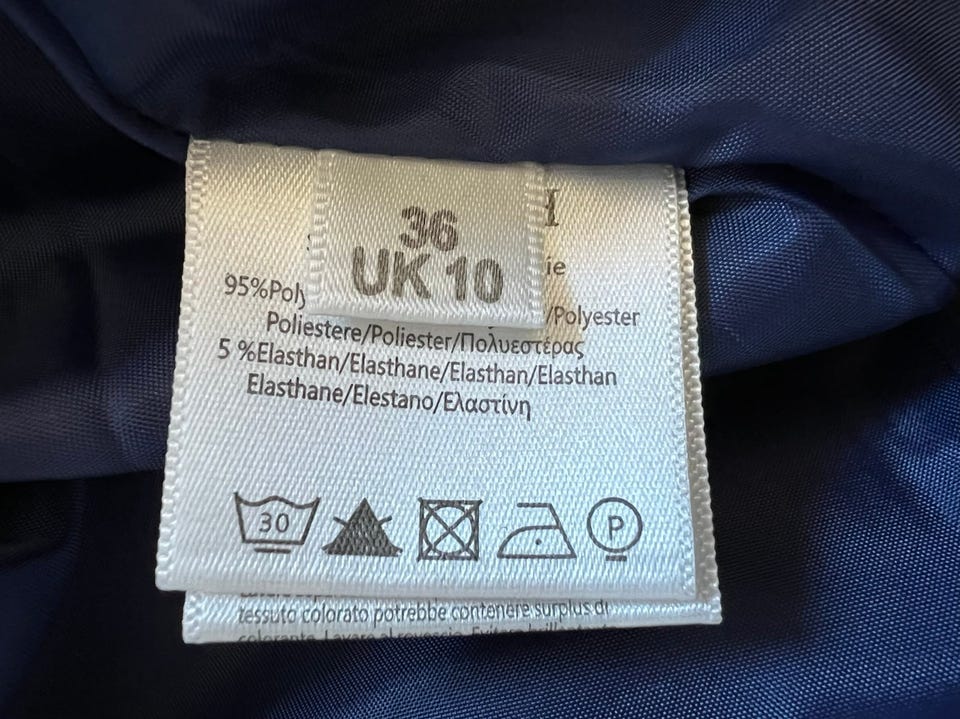 36
UK 10
95%Poly
/Polyester
Poliestere/Poliester/Πολυεστέρας
5 %Elasthan/Elasthane/Elasthan/Elasthan
Elasthane/Elestano/Ελαστίνη
30
P
tessuto colorato potrebbe contenere surplus di